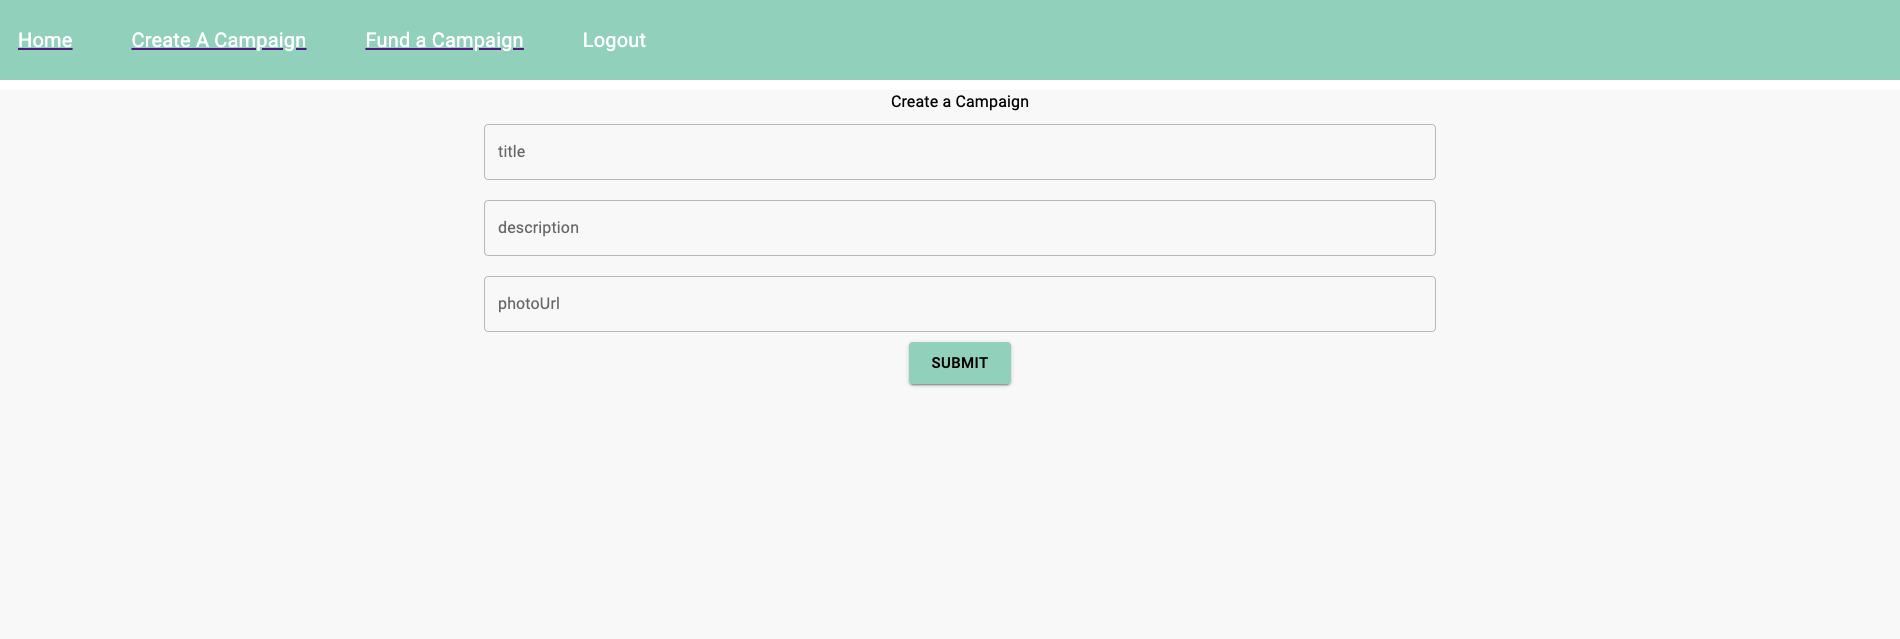 Home Create A Campaign Fund a Campaign Logout
Create a Campaign
title
description
photoUrl
SUBMIT